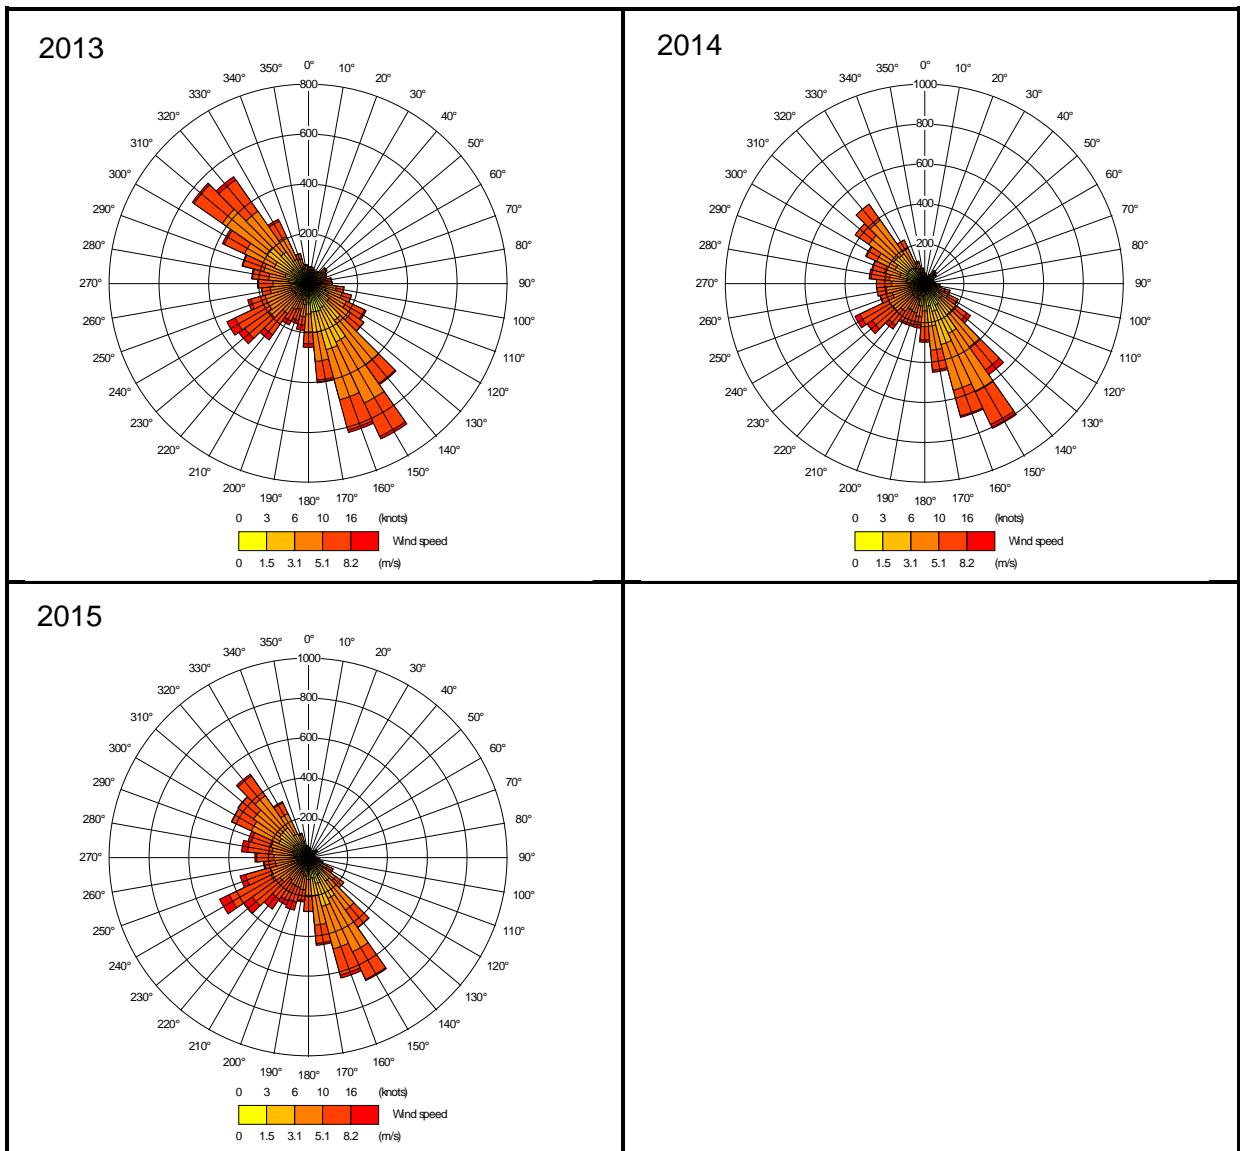 2013
350° 0° 10°
340° 20°
330° 800 30°
320° 40°
310° 600 50°
300° 400 60°
290° 70°
280° 200 80°
270° 90°
260° 100°
250° 110°
240° 120°
230° 130°
220° 140°
210° 150°
200° 160°
190° 180° 170°
0 3 6 10 16 (knots)
Wind speed
0 1.5 3.1 5.1 8.2 (m/s)
2014
350° 0° 10°
340° 20°
330° 1000 30°
320° 800 40°
310° 50°
300° 600 60°
290° 400 70°
280° 200 80°
270° 90°
260° 100°
250° 110°
240° 120°
230° 130°
220° 140°
210° 150°
200° 160°
190° 180° 170°
0 3 6 10 16 (knots)
Wind speed
0 1.5 3.1 5.1 8.2 (m/s)
2015
350° 0° 10°
340° 20°
330° 1000 30°
320° 800 40°
310° 50°
300° 600 60°
290° 400 70°
280° 200 80°
270° 90°
260° 100°
250° 110°
240° 120°
230° 130°
220° 140°
210° 150°
200° 160°
190° 180° 170°
0 3 6 10 16 (knots)
Wind speed
0 1.5 3.1 5.1 8.2 (m/s)